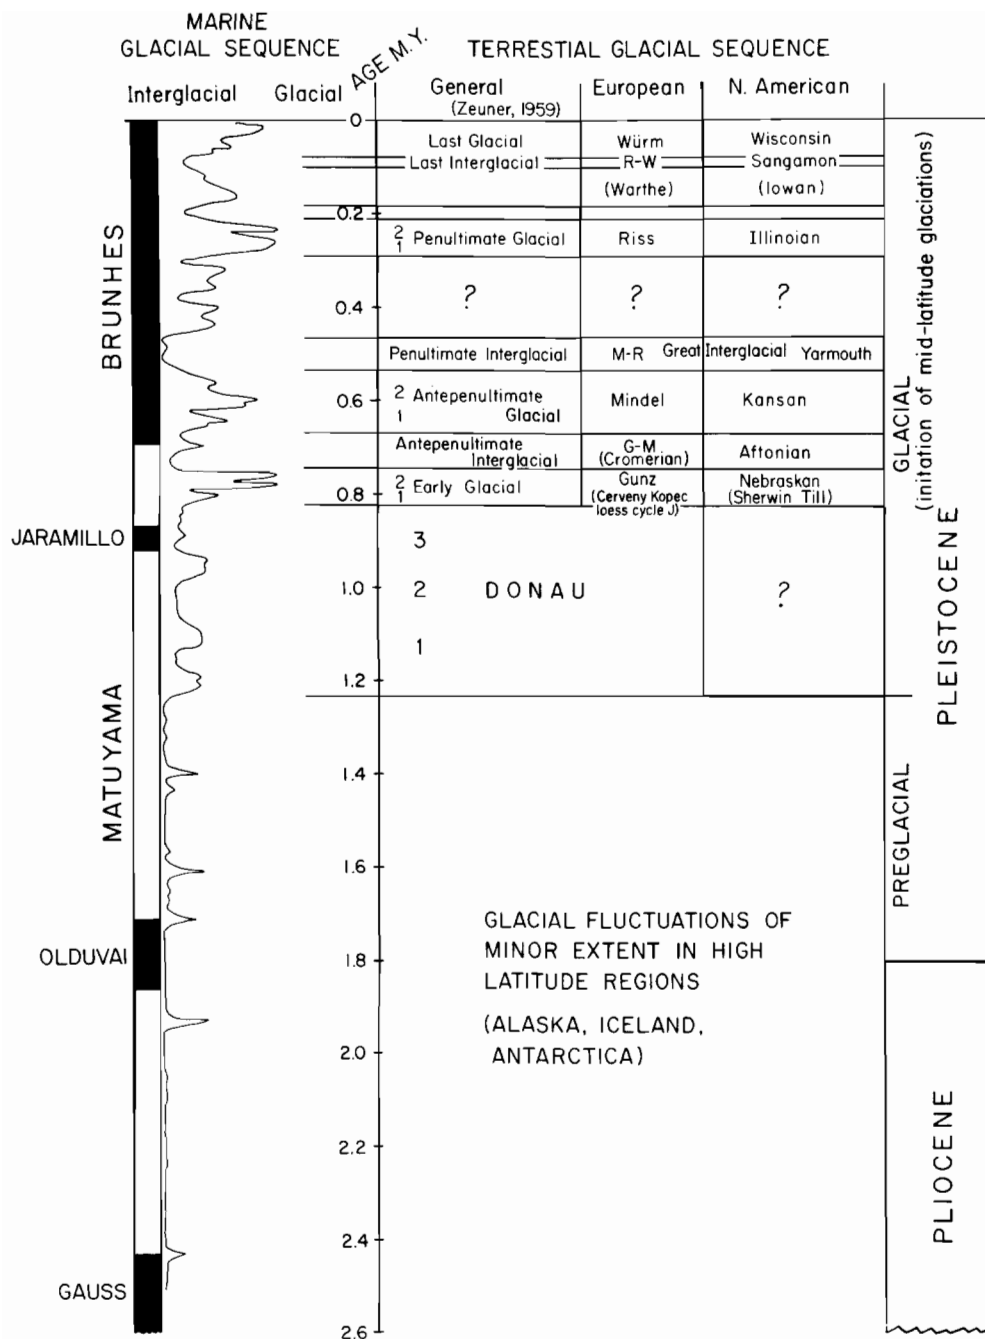 MARINE
GLACIAL SEQUENCE
AGE M.Y.
TERRESTIAL GLACIAL SEQUENCE
Interglacial Glacial
General
(Zeuner, 1959)
European
N. American
0
Last Glacial Würm Wisconsin
Last Interglacial R-W Sangamon
(Warthe) (Iowan)
0.2
2
1 Penultimate Glacial Riss Illinoian
? ? ?
0.4
Penultimate Interglacial M-R Great Interglacial Yarmouth
0.6
2 Antepenultimate
1 Glacial
Mindel Kansan
Antepenultimate
Interglacial
G-M
(Cromerian)
Aftonian
0.8
2
1 Early Glacial
Gunz
(Cerveny Kopec
loess cycle J)
Nebraskan
(Sherwin Till)
3
1.0
2 DONAU ?
1
1.2
1.4
1.6
1.8
2.0
2.2
2.4
2.6
GLACIAL FLUCTUATIONS OF
MINOR EXTENT IN HIGH
LATITUDE REGIONS
(ALASKA, ICELAND,
ANTARCTICA)
BRUNHES
JARAMILLO
MATUYAMA
OLDUVAI
GAUSS
GLACIAL
(initation of mid-latitude glaciations)
PREGLACIAL
PLEISTOCENE
PLIOCENE